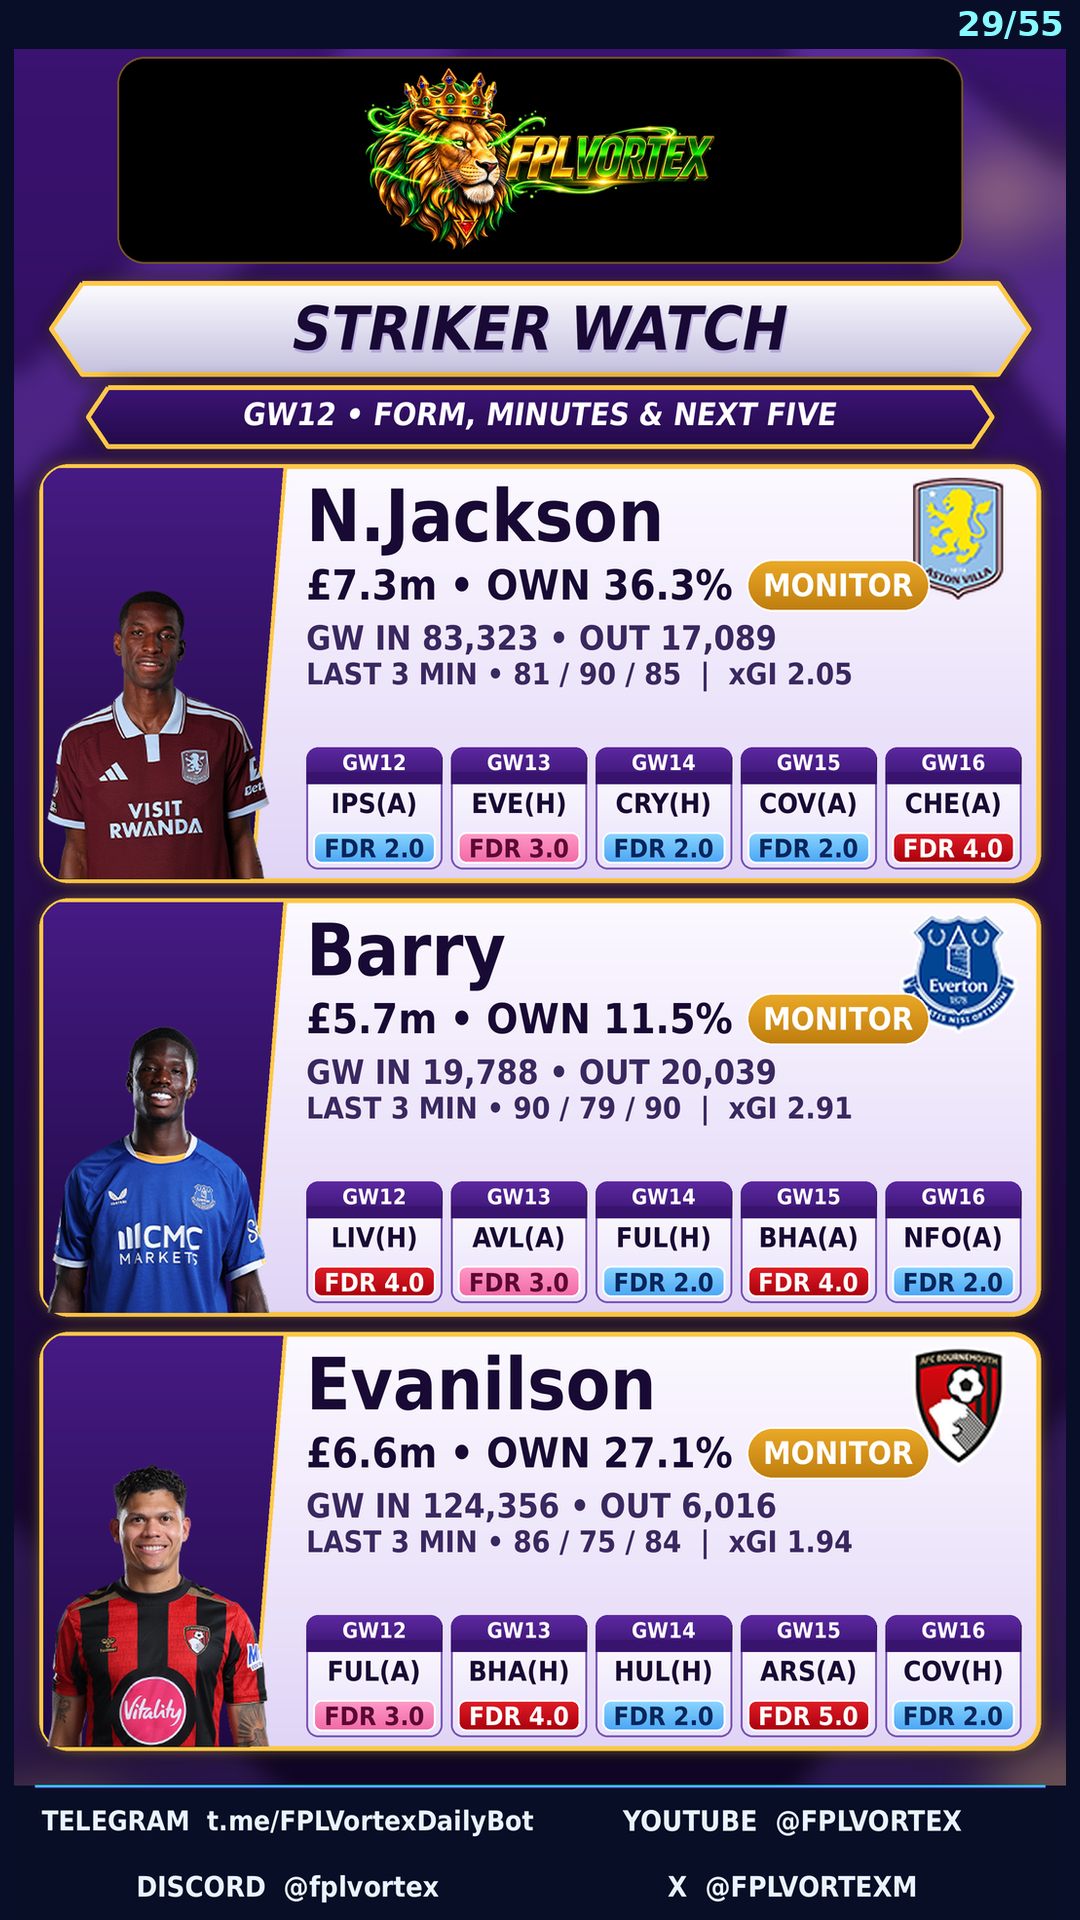 29/55
FPLVORTEX
STRIKER WATCH
GW12 • FORM, MINUTES & NEXT FIVE
N.Jackson
£7.3m • OWN 36.3% MONITOR
ASTON VILLA
GW IN 83,323 • OUT 17,089
LAST 3 MIN • 81 / 90 / 85 | xGI 2.05
VISIT
RWANDA
GW12 GW13 GW14 GW15 GW16
IPS(A) EVE(H) CRY(H) COV(A) CHE(A)
FDR 2.0 FDR 3.0 FDR 2.0 FDR 2.0 FDR 4.0
Barry
Everton
1878
£5.7m • OWN 11.5% MONITOR
GW IN 19,788 • OUT 20,039
LAST 3 MIN • 90 / 79 / 90 | xGI 2.91
CMC
MARKETS
GW12 GW13 GW14 GW15 GW16
LIV(H) AVL(A) FUL(H) BHA(A) NFO(A)
FDR 4.0 FDR 3.0 FDR 2.0 FDR 4.0 FDR 2.0
Evanilson
AFC BOURNEMOUTH
£6.6m • OWN 27.1% MONITOR
GW IN 124,356 • OUT 6,016
LAST 3 MIN • 86 / 75 / 84 | xGI 1.94
Vitality
GW12 GW13 GW14 GW15 GW16
FUL(A) BHA(H) HUL(H) ARS(A) COV(H)
FDR 3.0 FDR 4.0 FDR 2.0 FDR 5.0 FDR 2.0
TELEGRAM t.me/FPLVortexDailyBot YOUTUBE @FPLVORTEX
DISCORD @fplvortex X @FPLVORTEXM